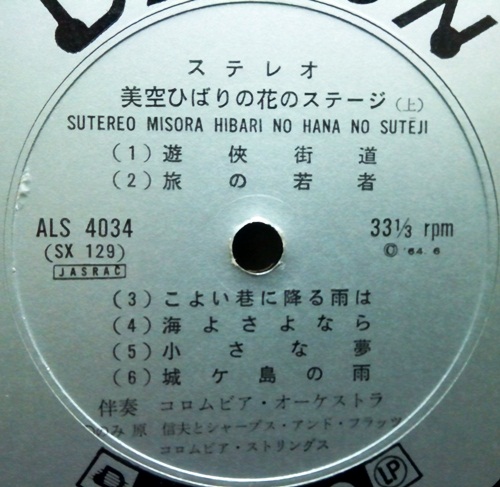 ステレオ
美空ひばりの花のステージ(上)
SUTEREO MISORA HIBARI NO HANA NO SUTĒJI
(1) 遊侠街道
(2) 旅の若者
ALS 4034
(SX 129)
JASRAC
33⅓ rpm
© '64. 6
(3) こよい巷に降る雨は
(4) 海よさよなら
(5) 小さな夢
(6) 城ケ島の雨
伴奏 コロムビア・オーケストラ
原 信夫とシャープス・アンド・フラッツ
コロムビア・ストリングス
LP